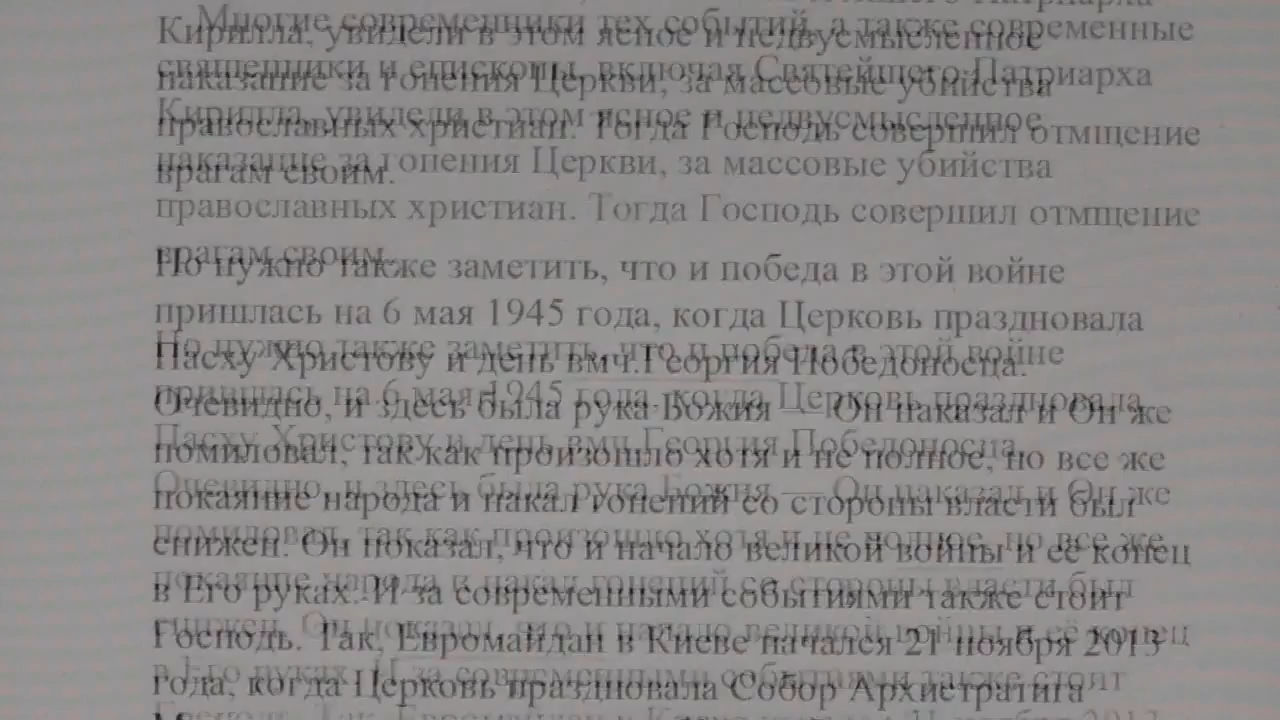 Многие современники тех событий, а также современные
священники и епископы, включая Святейшего Патриарха
Кирилла, увидели в этом ясное и недвусмысленное
наказание за гонения Церкви, за массовые убийства
православных христиан. Тогда Господь совершил отмщение
врагам своим.
Но нужно также заметить, что и победа в этой войне
пришлась на 6 мая 1945 года, когда Церковь праздновала
Пасху Христову и день вмч.Георгия Победоносца.
Очевидно, и здесь была рука Божия — Он наказал и Он же
помиловал, так как произошло хотя и не полное, но все же
покаяние народа и накал гонений со стороны власти был
снижен. Он показал, что и начало великой войны и её конец
в Его руках. И за современными событиями также стоит
Господь. Так, Евромайдан в Киеве начался 21 ноября 2013
года, когда Церковь праздновала Собор Архистратига